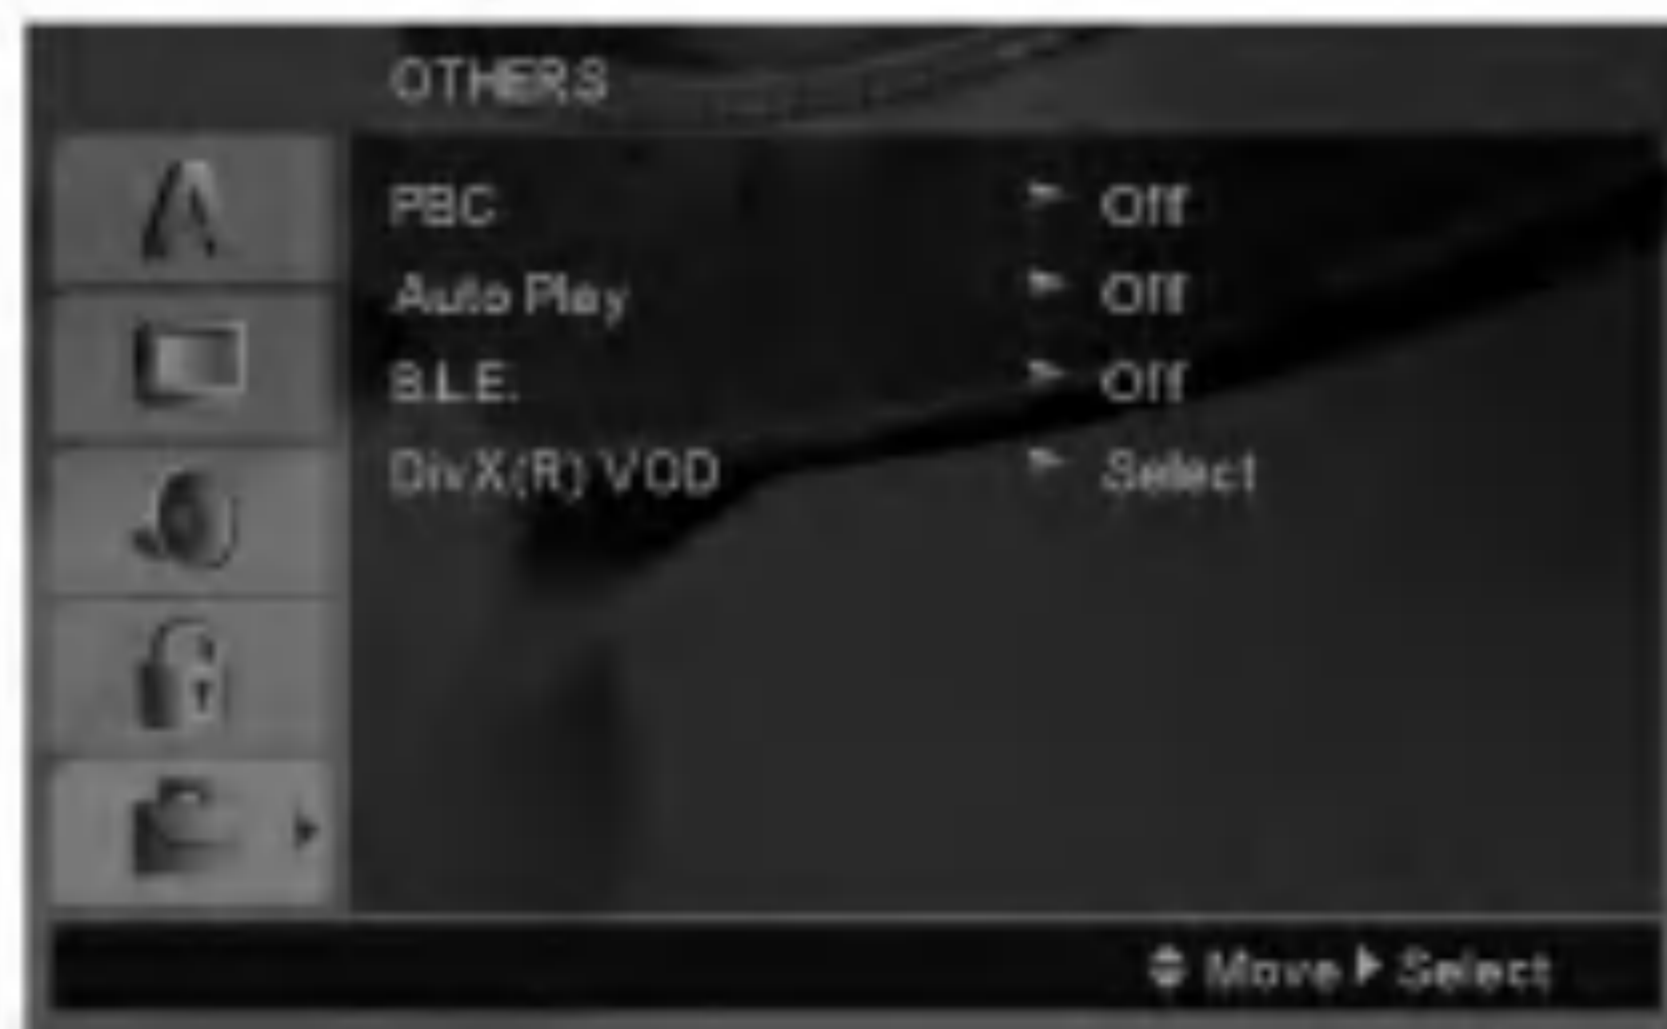 OTHERS
PBC Off
Auto Play Off
B.L.E. Off
DivX(R) VOD Select
Move Select